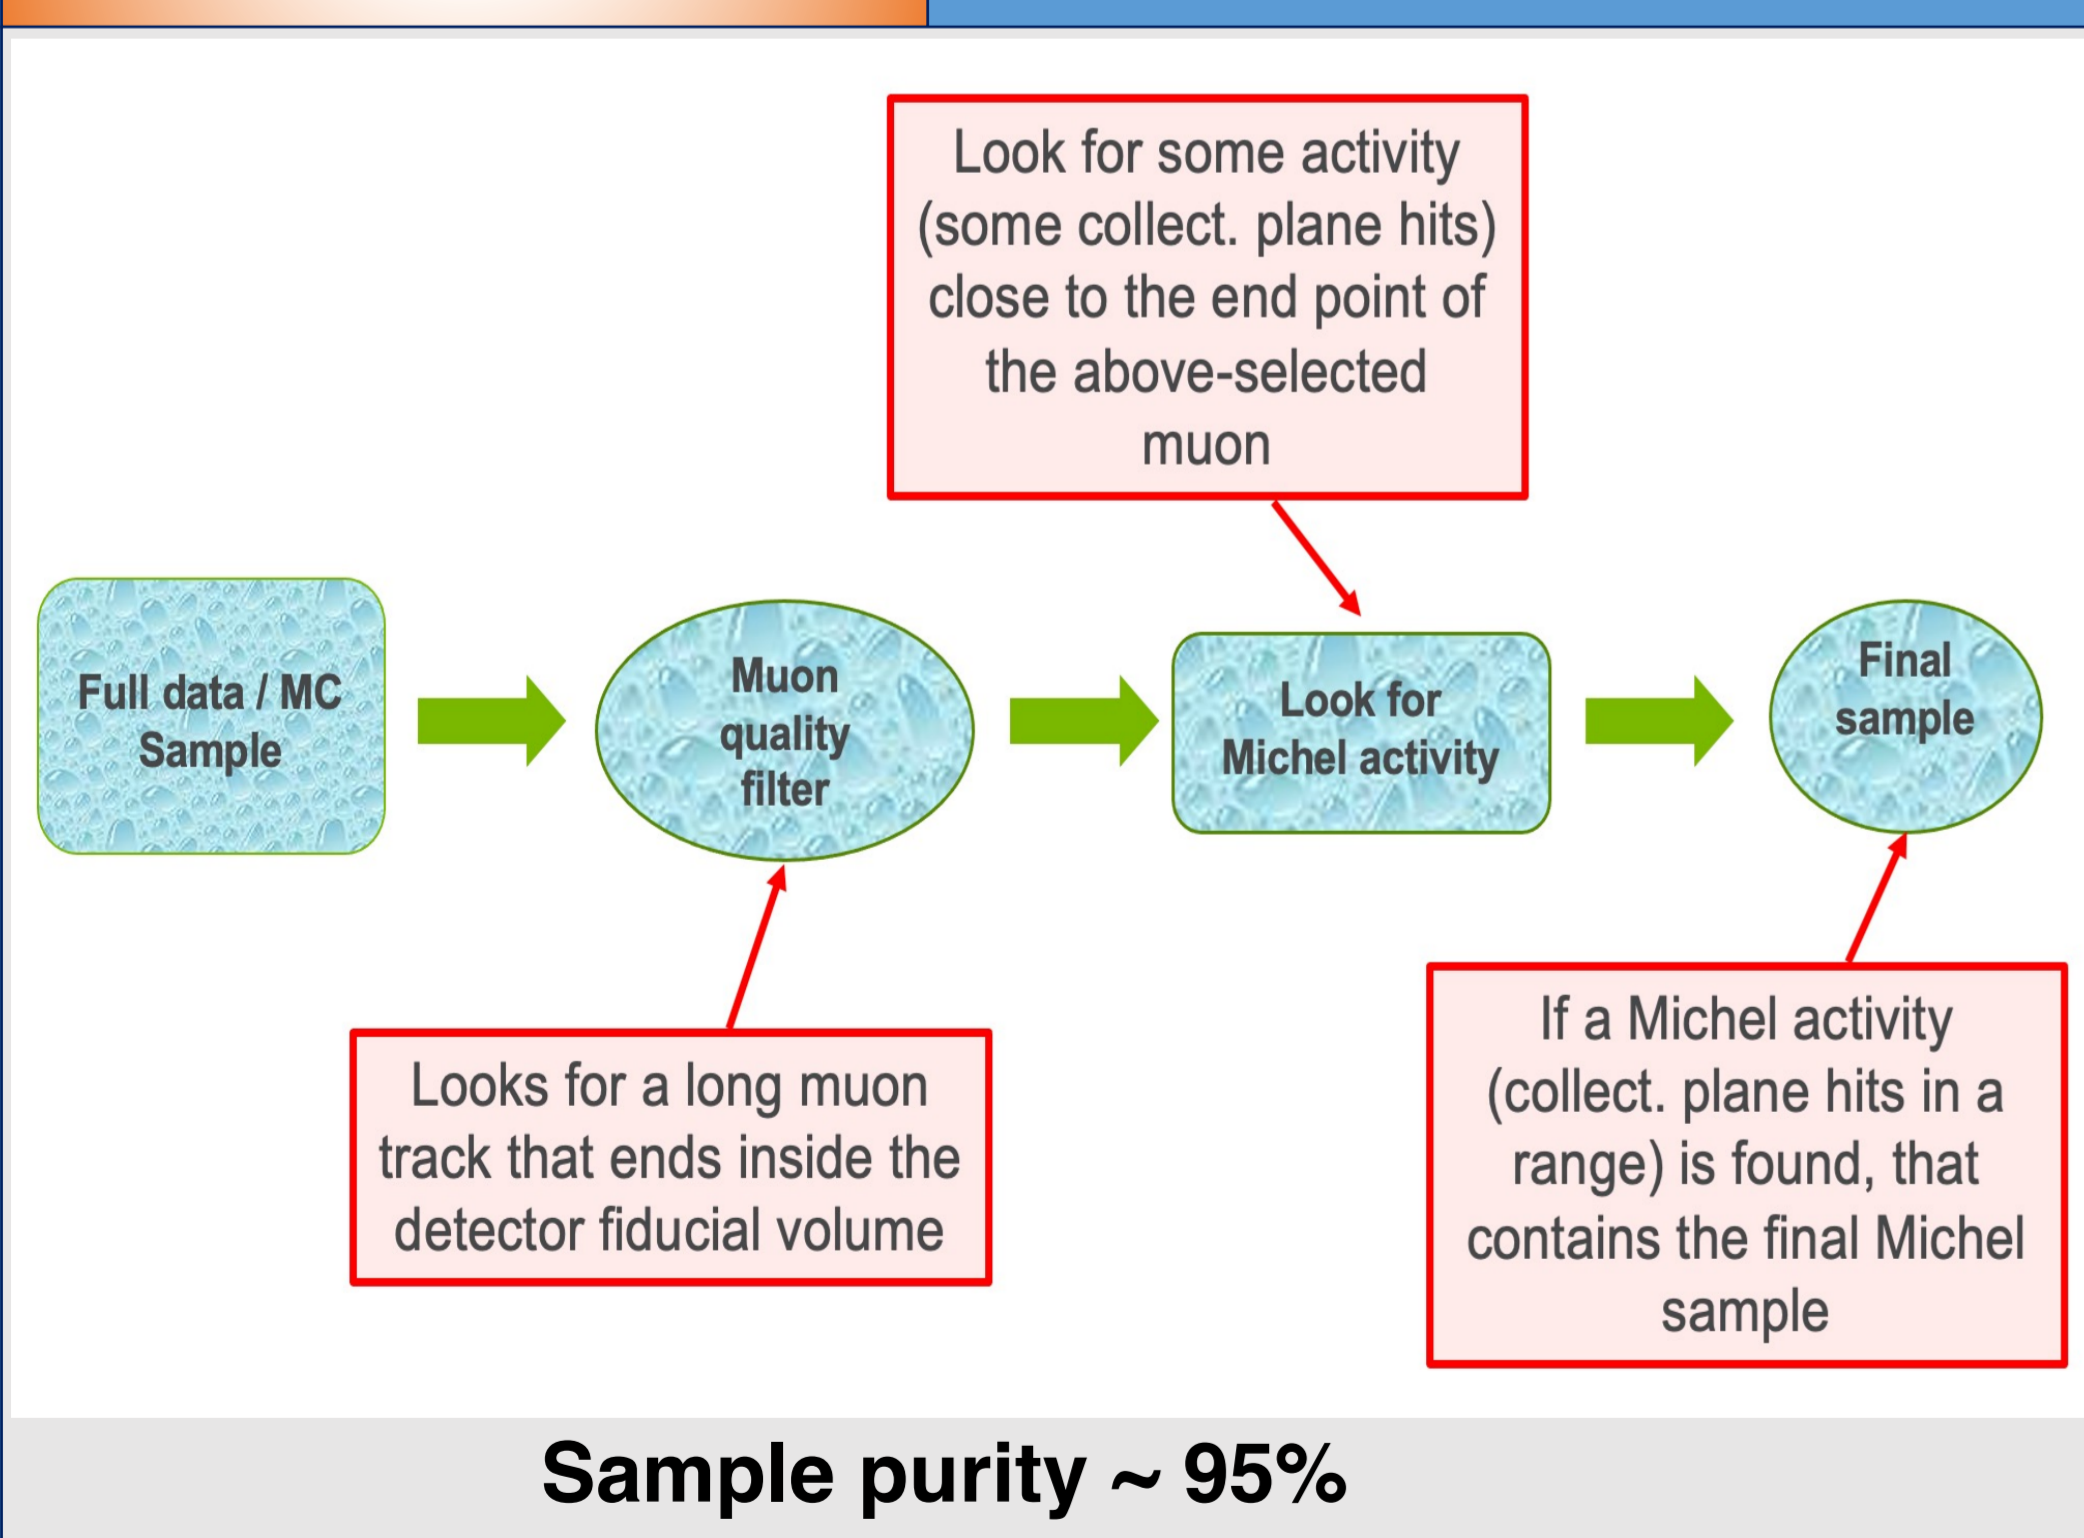 Look for some activity
(some collect. plane hits)
close to the end point of
the above-selected
muon
Full data / MC
Sample
Muon
quality
filter
Look for
Michel activity
Final
sample
Looks for a long muon
track that ends inside the
detector fiducial volume
If a Michel activity
(collect. plane hits in a
range) is found, that
contains the final Michel
sample
Sample purity ~ 95%